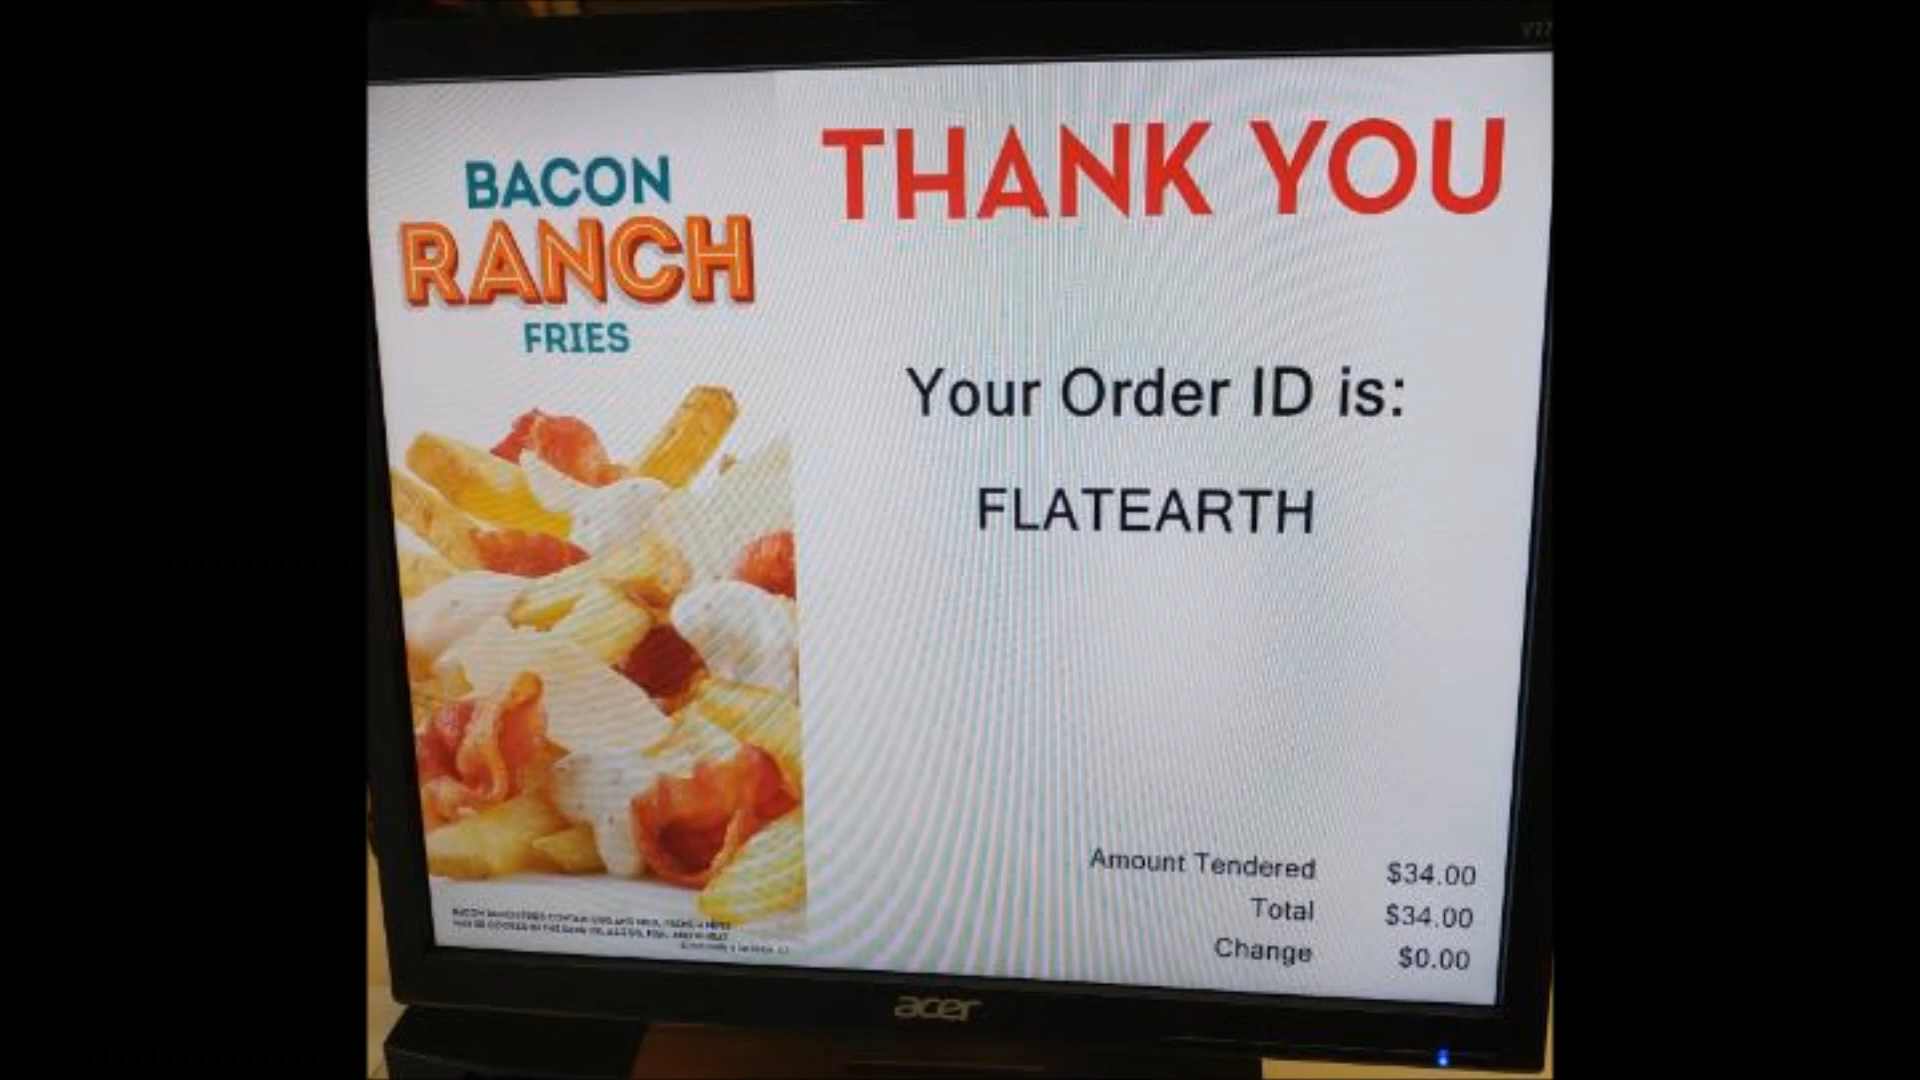 BACON
RANCH
FRIES
THANK YOU
Your Order ID is:
FLATEARTH
Amount Tendered $34.00
Total $34.00
Change $0.00
acer